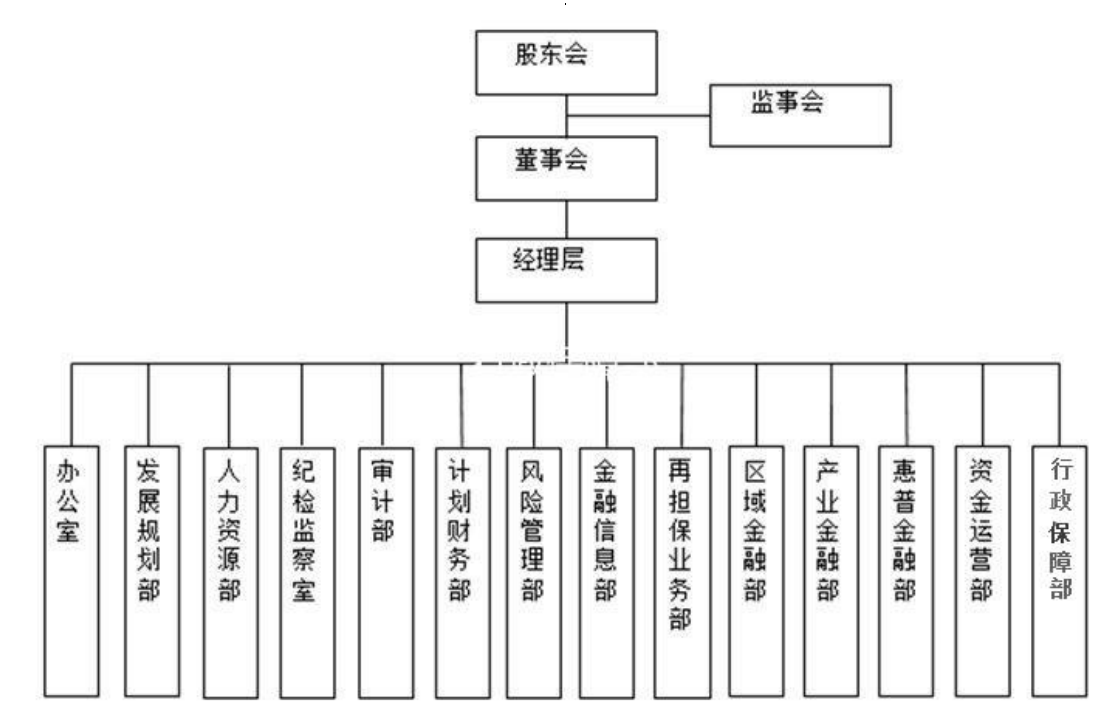 股东会
监事会
董事会
经理层
办公室
发展规划部
人力资源部
纪检监察室
审计部
计划财务部
风险管理部
金融信息部
再担保业务部
区域金融部
产业金融部
惠普金融部
资金运营部
行政保障部